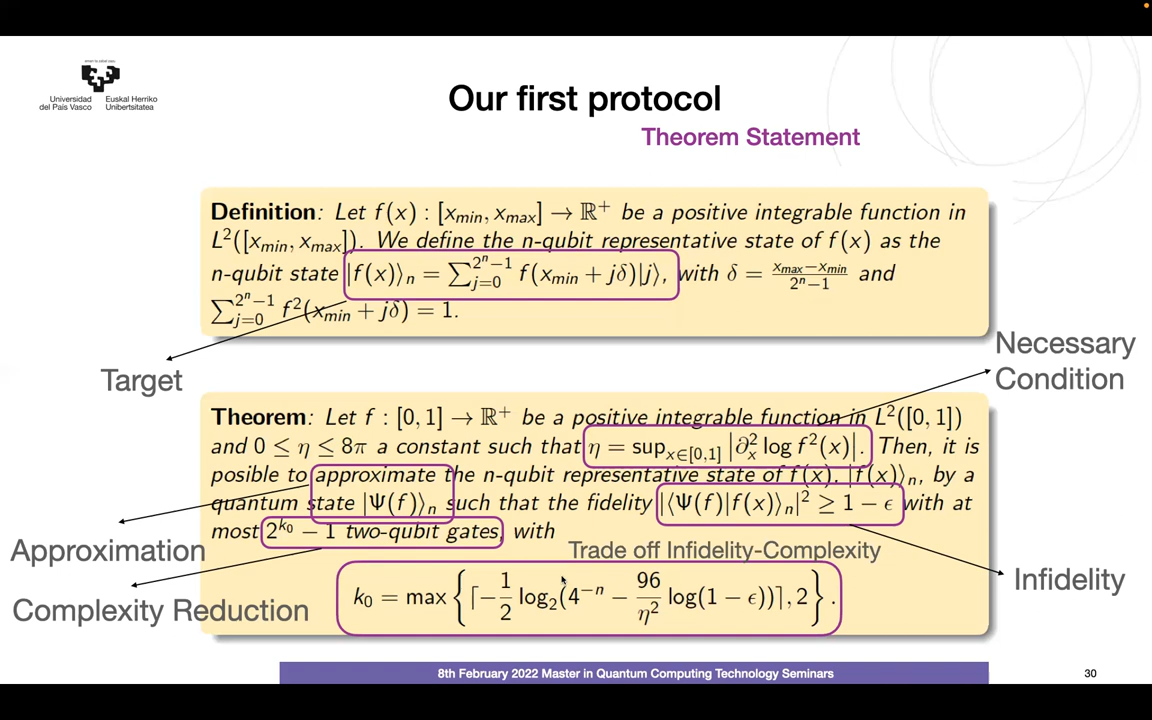 Universidad del País Vasco
Euskal Herriko Unibertsitatea
Our first protocol
Theorem Statement
Definition: Let f(x) : [x_min, x_max] → ℝ⁺ be a positive integrable function in
L²([x_min, x_max]). We define the n-qubit representative state of f(x) as the
n-qubit state |f(x)⟩_n = ∑_{j=0}^{2^n−1} f(x_min + jδ)|j⟩, with δ = (x_max−x_min)/(2^n−1) and
∑_{j=0}^{2^n−1} f²(x_min + jδ) = 1.
Target
Necessary
Condition
Theorem: Let f : [0, 1] → ℝ⁺ be a positive integrable function in L²([0, 1])
and 0 ≤ η ≤ 8π a constant such that η = sup_{x∈[0,1]} |∂_x² log f²(x)|. Then, it is
posible to approximate the n-qubit representative state of f(x), |f(x)⟩_n, by a
quantum state |Ψ(f)⟩_n such that the fidelity |⟨Ψ(f)|f(x)⟩_n|² ≥ 1 − ϵ with at
most 2^{k_0} − 1 two-qubit gates, with
Approximation
Trade off Infidelity-Complexity
Infidelity
Complexity Reduction
k_0 = max {⌈−1/2 log_2(4^{−n} − 96/η² log(1 − ϵ))⌉, 2}.
8th February 2022 Master in Quantum Computing Technology Seminars
30